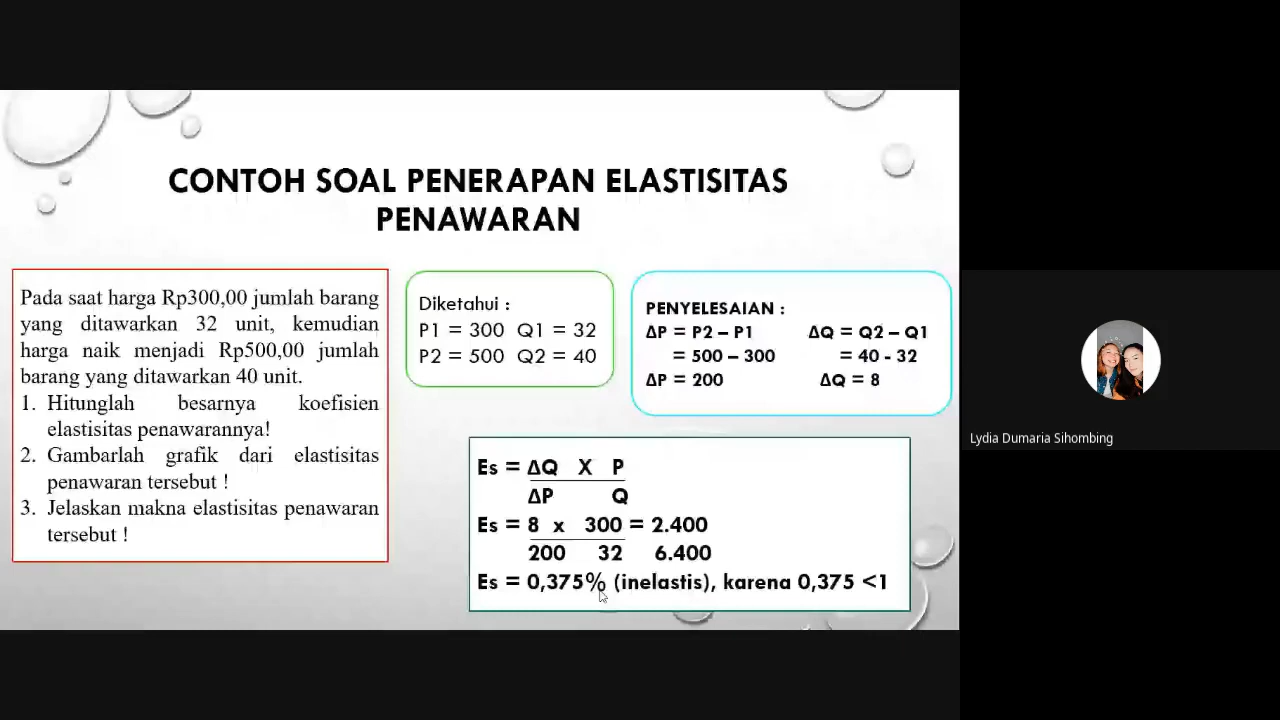 CONTOH SOAL PENERAPAN ELASTISITAS
PENAWARAN
Pada saat harga Rp300,00 jumlah barang
yang ditawarkan 32 unit, kemudian
harga naik menjadi Rp500,00 jumlah
barang yang ditawarkan 40 unit.
1. Hitunglah besarnya koefisien
elastisitas penawarannya!
2. Gambarlah grafik dari elastisitas
penawaran tersebut !
3. Jelaskan makna elastisitas penawaran
tersebut !
Diketahui :
P1 = 300 Q1 = 32
P2 = 500 Q2 = 40
PENYELESAIAN :
ΔP = P2 – P1 ΔQ = Q2 – Q1
= 500 – 300 = 40 - 32
ΔP = 200 ΔQ = 8
Es = ΔQ X P
ΔP Q
Es = 8 x 300 = 2.400
200 32 6.400
Es = 0,375% (inelastis), karena 0,375 <1
Lydia Dumaria Sihombing